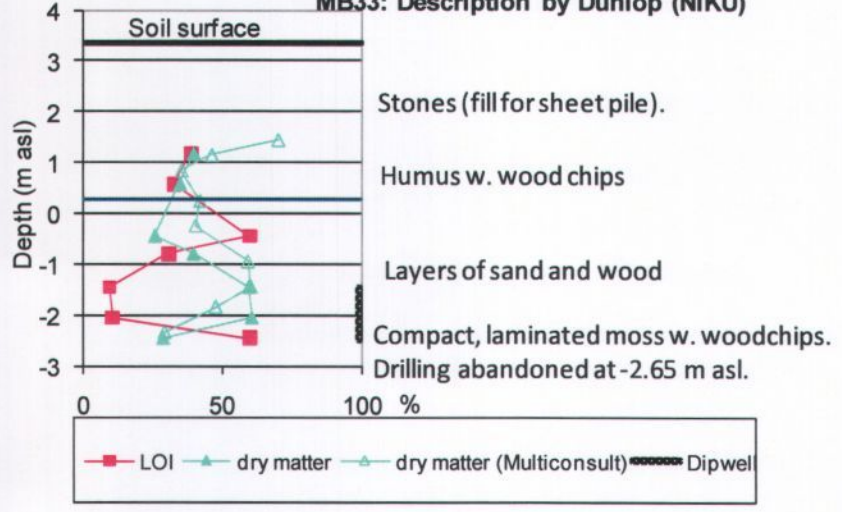 MB33: Description by Dunlop (NIKU)
4
Soil surface
3
Stones (fill for sheet pile).
2
1
Humus w. wood chips
0
Depth (m asl)
-1
Layers of sand and wood
-2
Compact, laminated moss w. woodchips.
-3
Drilling abandoned at -2.65 m asl.
0 50 100 %
LOI dry matter dry matter (Multiconsult) Dipwell